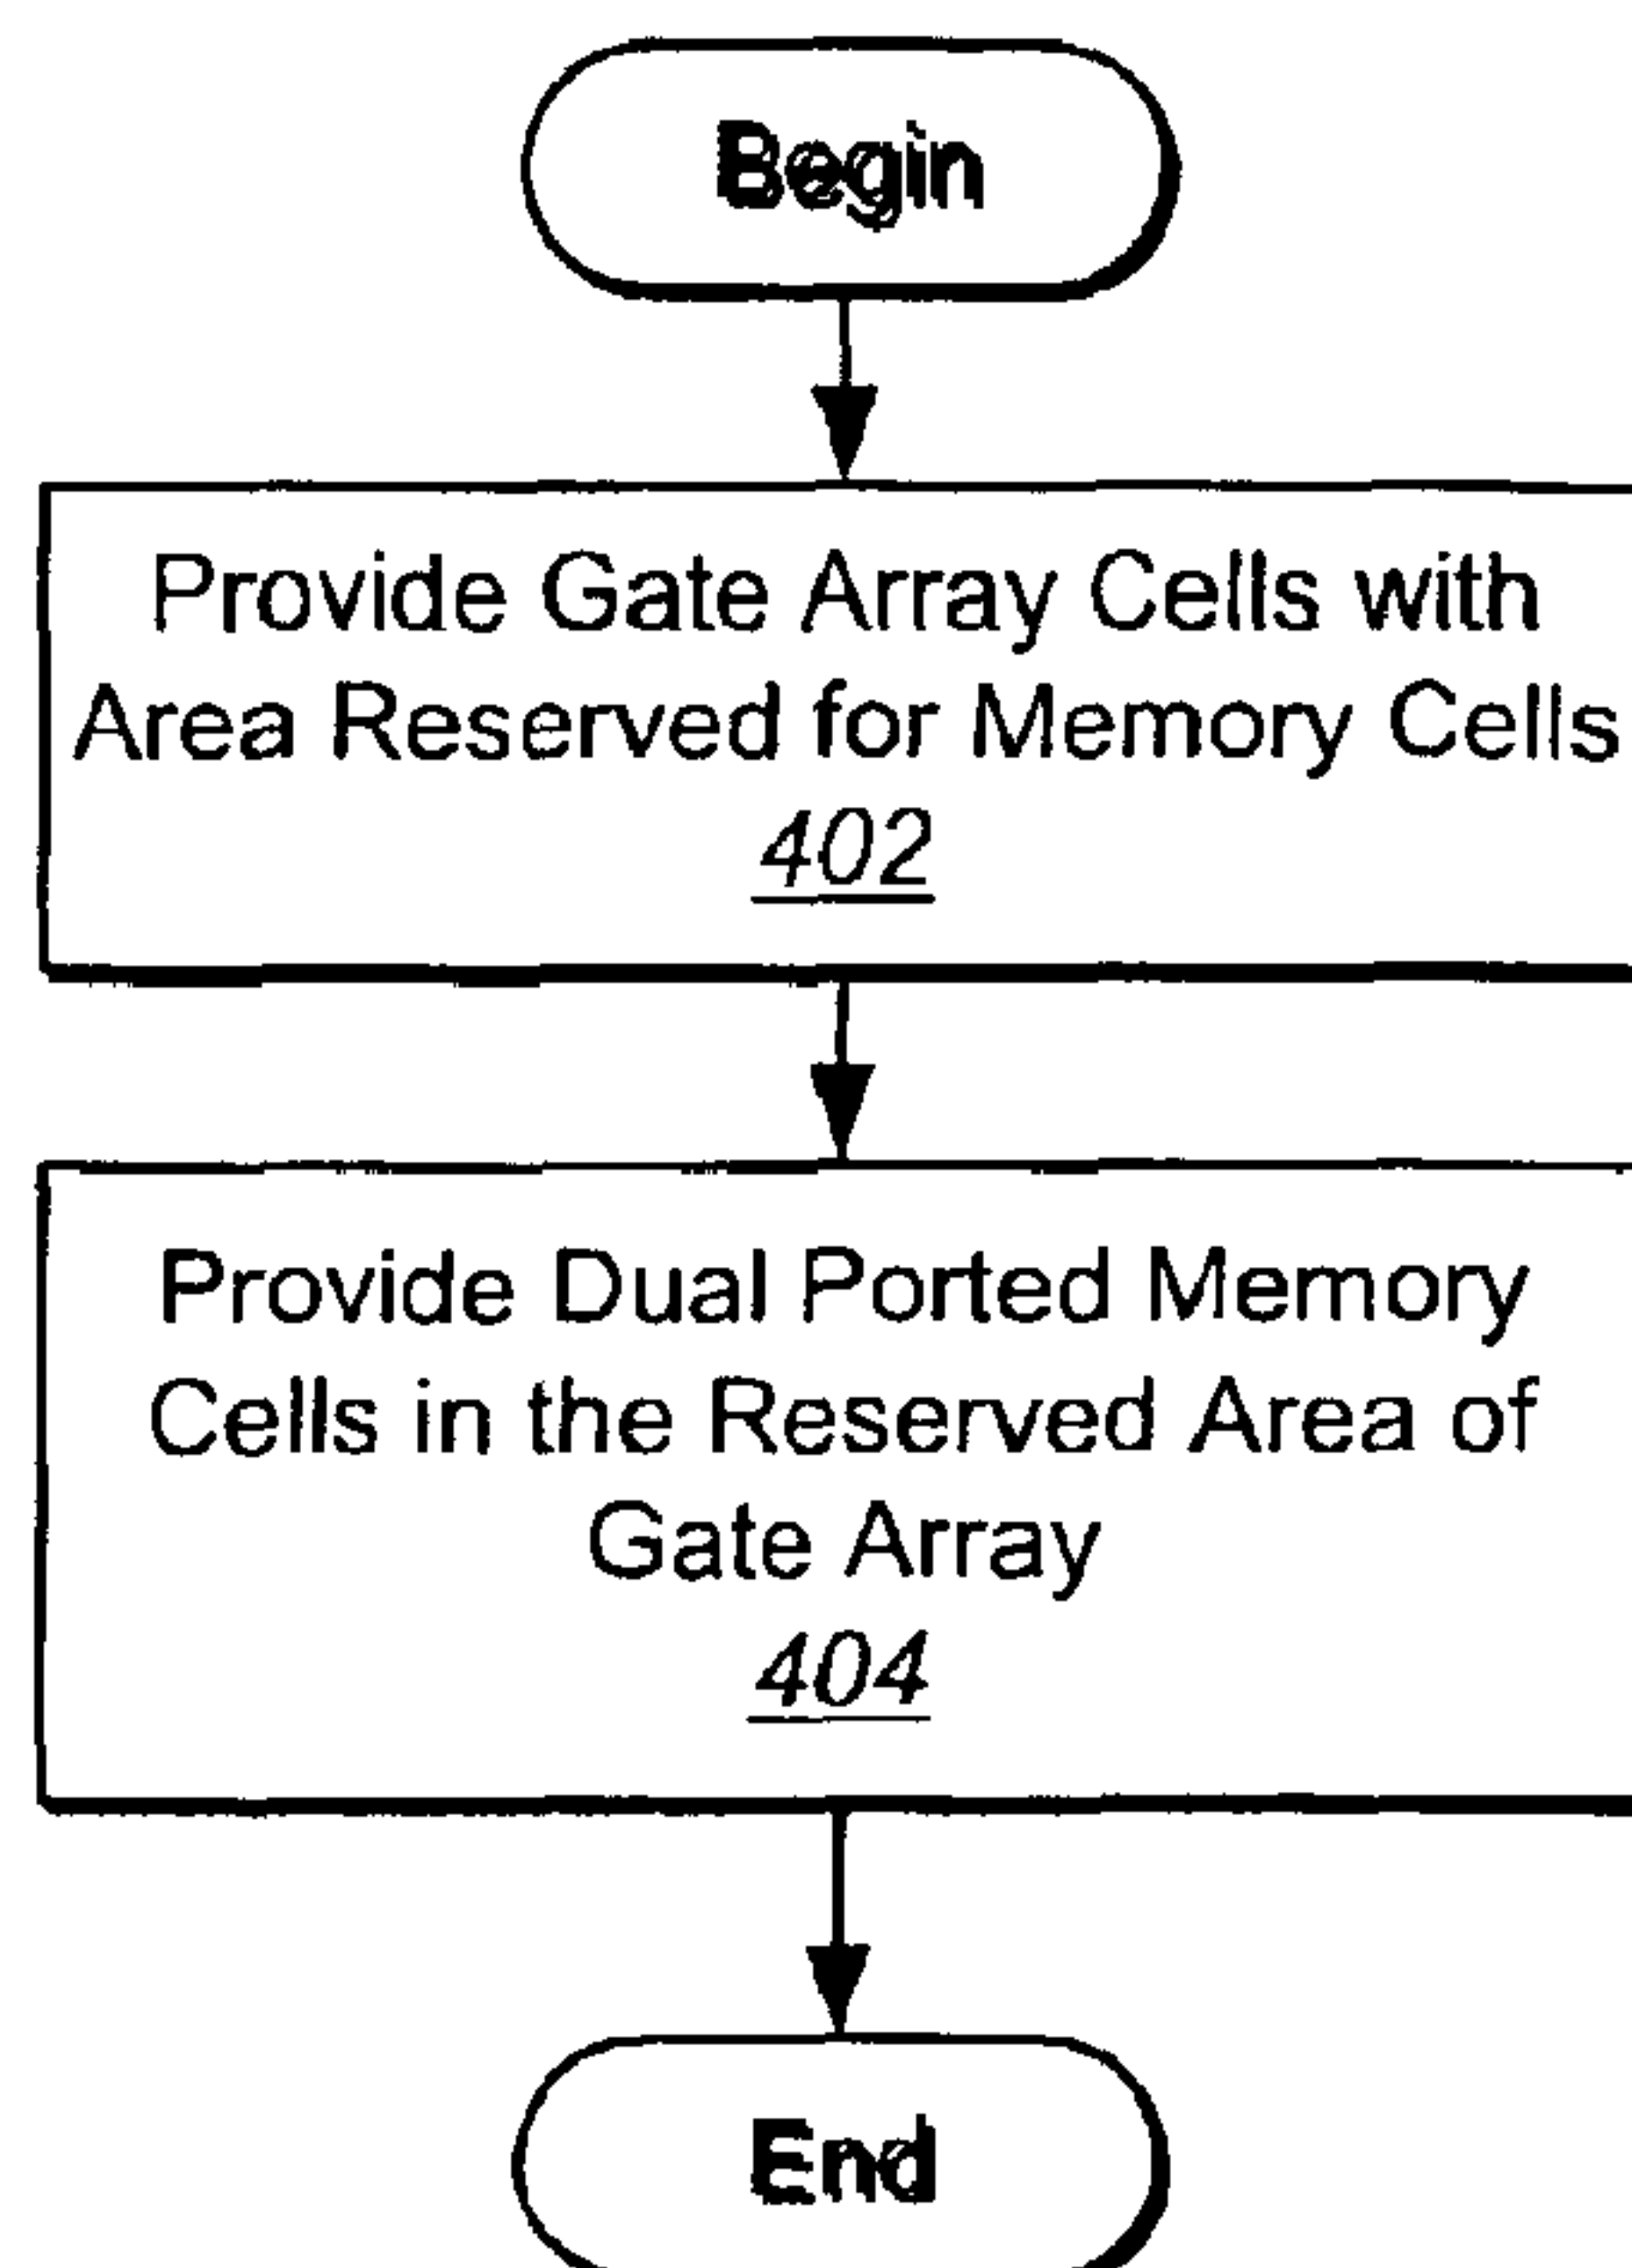 Begin
Provide Gate Array Cells with
Area Reserved for Memory Cells
402
Provide Dual Ported Memory
Cells in the Reserved Area of
Gate Array
404
End